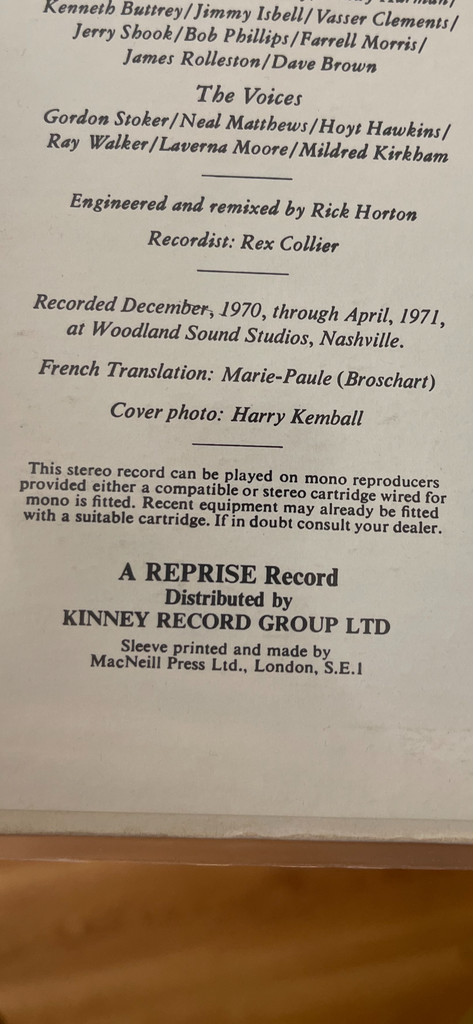 Kenneth Buttrey/Jimmy Isbell/Vasser Clements/
Jerry Shook/Bob Phillips/Farrell Morris/
James Rolleston/Dave Brown
The Voices
Gordon Stoker/Neal Matthews/Hoyt Hawkins/
Ray Walker/Laverna Moore/Mildred Kirkham
Engineered and remixed by Rick Horton
Recordist: Rex Collier
Recorded December, 1970, through April, 1971,
at Woodland Sound Studios, Nashville.
French Translation: Marie-Paule (Broschart)
Cover photo: Harry Kemball
This stereo record can be played on mono reproducers
provided either a compatible or stereo cartridge wired for
mono is fitted. Recent equipment may already be fitted
with a suitable cartridge. If in doubt consult your dealer.
A REPRISE Record
Distributed by
KINNEY RECORD GROUP LTD
Sleeve printed and made by
MacNeill Press Ltd., London, S.E.1